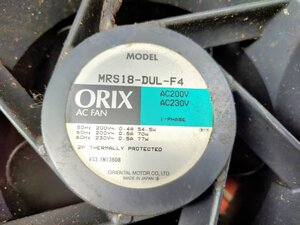 MODEL
MRS18-DUL-F4
ORIX
AC FAN
AC200V
AC230V
1-PHASE
50Hz 200V 0.4A 54.5W
60Hz 200V 0.5A 70W
60Hz 230V 0.5A 77W
2P THERMALLY PROTECTED
ORIENTAL MOTOR CO., LTD.
MADE IN JAPAN